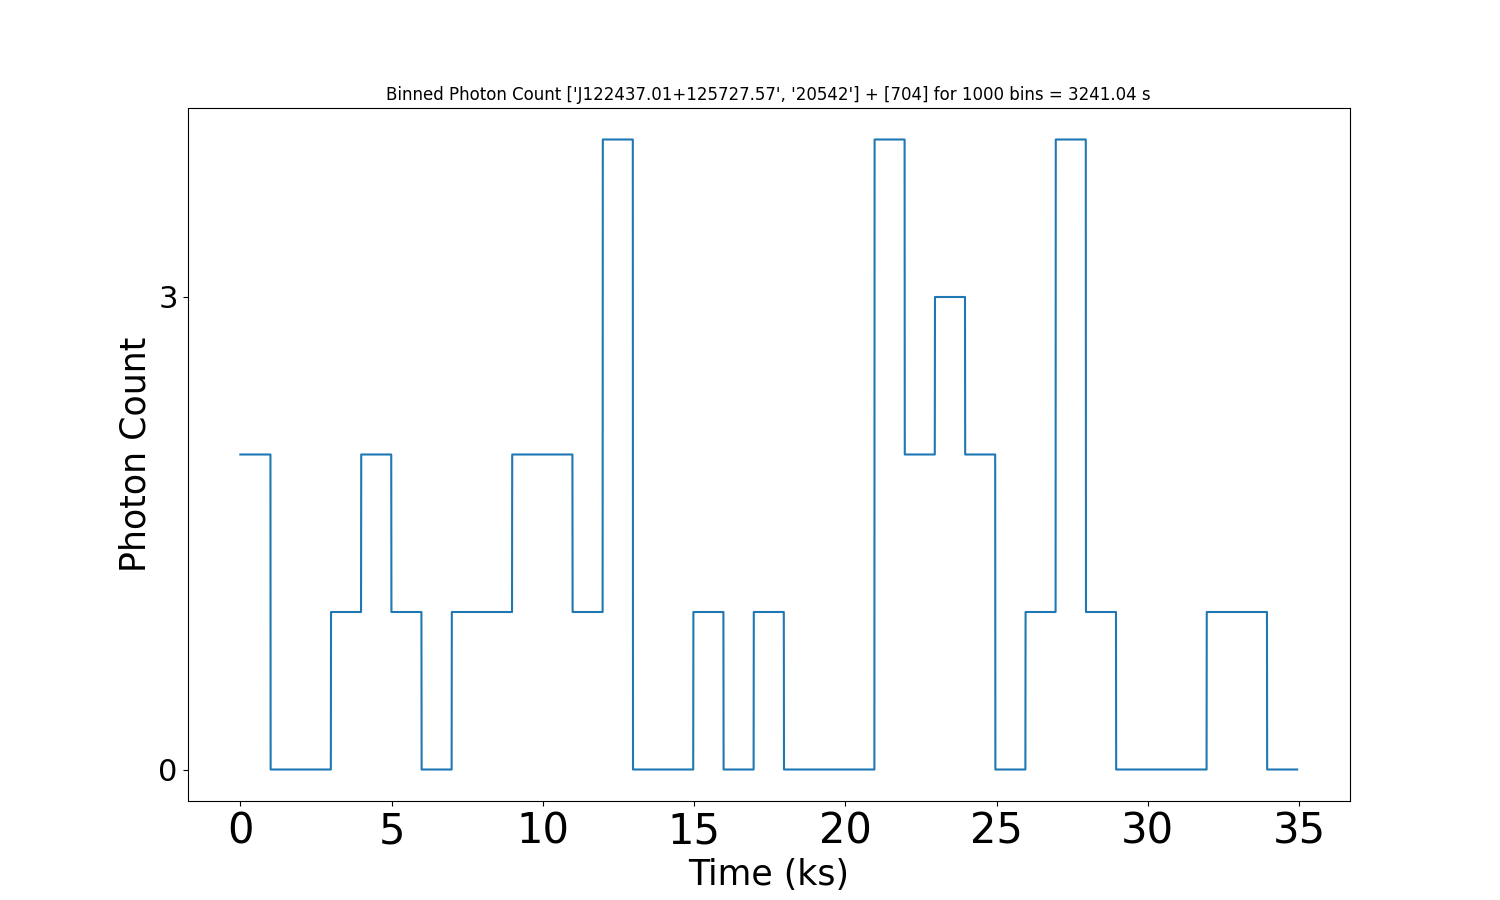 Binned Photon Count ['J122437.01+125727.57', '20542'] + [704] for 1000 bins = 3241.04 s
Photon Count
3
0
0 5 10 15 20 25 30 35
Time (ks)